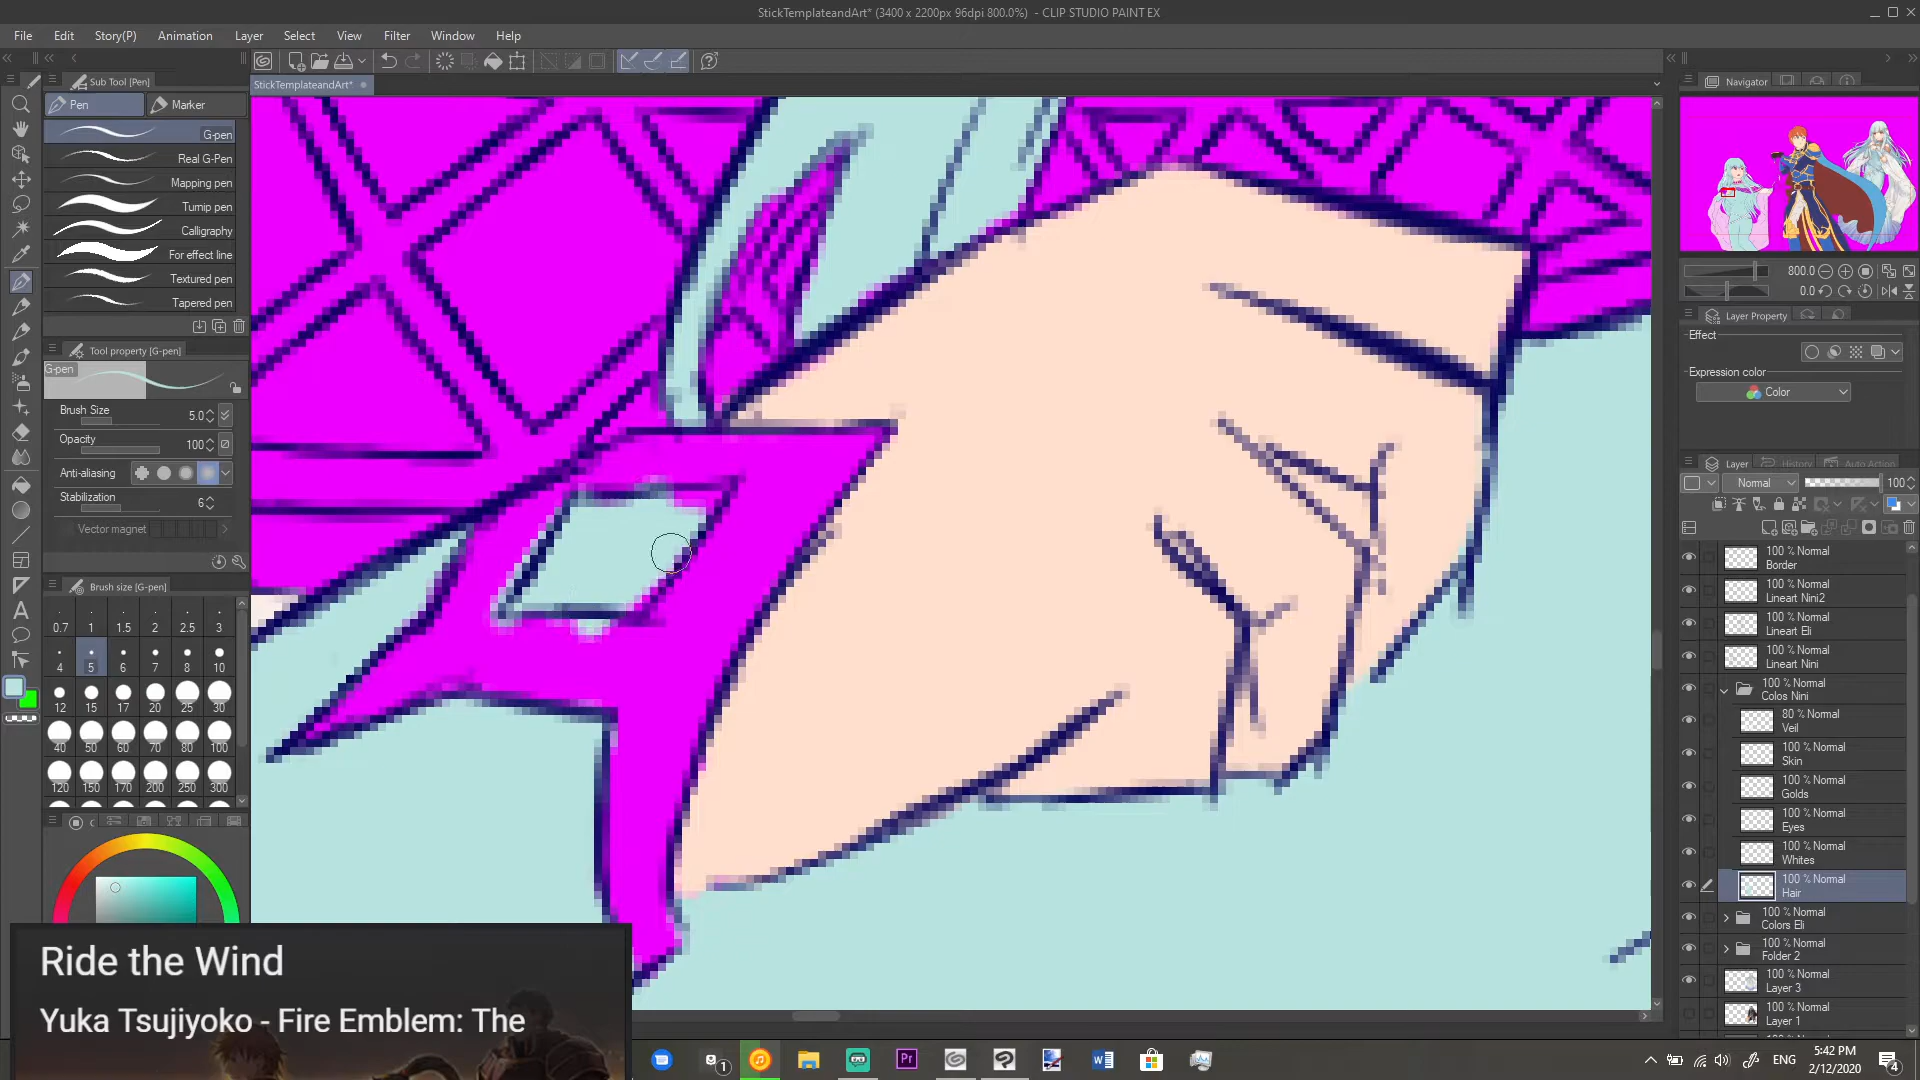 StickTemplateandArt* (3400 x 2200px 96dpi 800.0%) - CLIP STUDIO PAINT EX
File Edit Story(P) Animation Layer Select View Filter Window Help
Sub Tool [Pen]
Pen Marker
G-pen
Real G-Pen
Mapping pen
Turnip pen
Calligraphy
For effect line
Textured pen
Tapered pen
Tool property [G-pen]
G-pen
Brush Size 5.0
Opacity 100
Anti-aliasing
Stabilization 6
Vector magnet
Brush size [G-pen]
0.7 1 1.5 2 2.5 3
4 5 6 7 8 10
12 15 17 20 25 30
40 50 60 70 80 100
120 150 170 200 250 300
StickTemplateandArt*
Navigator
800.0
0.0
Layer Property
Effect
Expression color
Color
Layer History Auto Action
Normal 100
100 % Normal
Border
100 % Normal
Lineart Nini2
100 % Normal
Lineart Eli
100 % Normal
Lineart Nini
100 % Normal
Colos Nini
80 % Normal
Veil
100 % Normal
Skin
100 % Normal
Golds
100 % Normal
Eyes
100 % Normal
Whites
100 % Normal
Hair
100 % Normal
Colors Eli
100 % Normal
Folder 2
100 % Normal
Layer 3
100 % Normal
Layer 1
Ride the Wind
Yuka Tsujiyoko - Fire Emblem: The
1
Pr
ENG
5:42 PM
2/12/2020
4